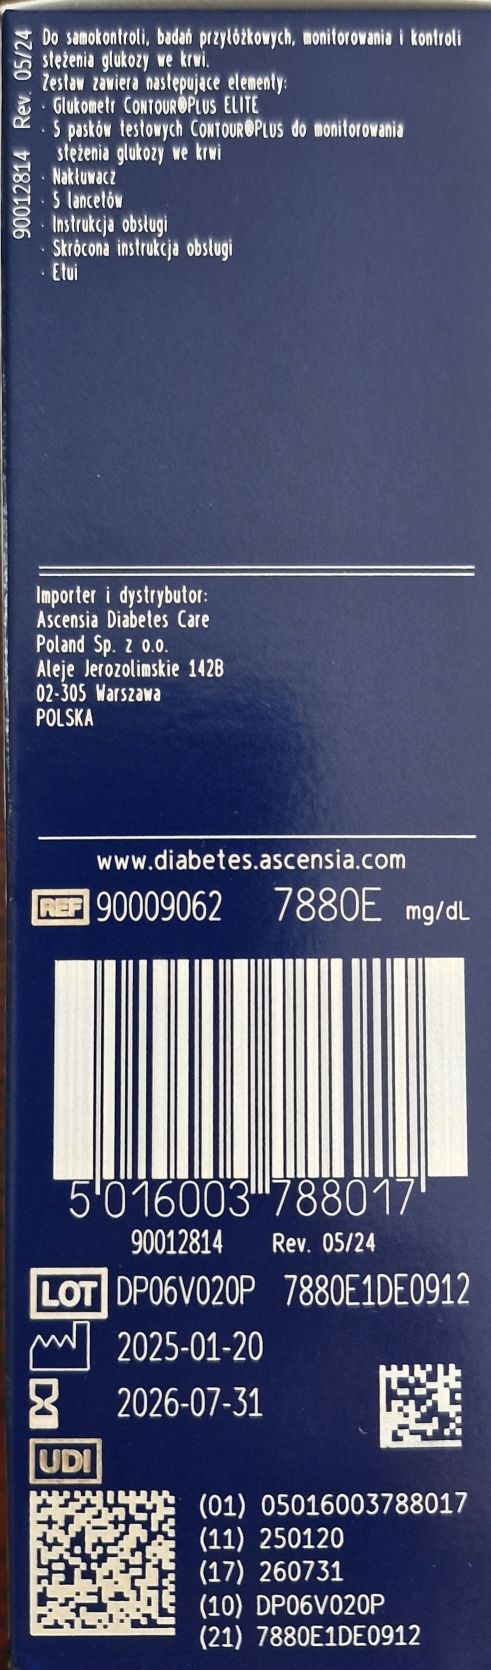 90012814 Rev. 05/24
Do samokontroli, badań przyłóżkowych, monitorowania i kontroli
stężenia glukozy we krwi.
Zestaw zawiera następujące elementy:
· Glukometr CONTOUR®PLUS ELITE
· 5 pasków testowych CONTOUR®PLUS do monitorowania
stężenia glukozy we krwi
· Nakłuwacz
· 5 lancetów
· Instrukcja obsługi
· Skrócona instrukcja obsługi
· Etui
Importer i dystrybutor:
Ascensia Diabetes Care
Poland Sp. z o.o.
Aleje Jerozolimskie 142B
02-305 Warszawa
POLSKA
www.diabetes.ascensia.com
REF 90009062 7880E mg/dL
5 016003 788017
90012814 Rev. 05/24
LOT DP06V020P 7880E1DE0912
2025-01-20
2026-07-31
UDI
(01) 05016003788017
(11) 250120
(17) 260731
(10) DP06V020P
(21) 7880E1DE0912